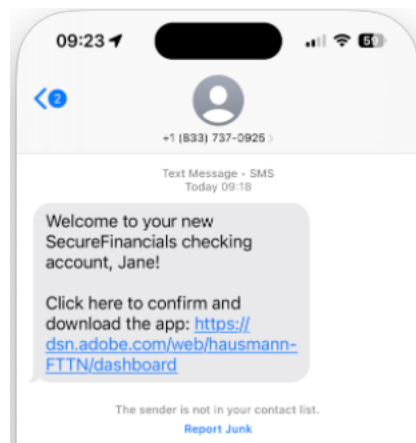 09:23
59
2
+1 (833) 737-0925 >
Text Message • SMS
Today 09:18
Welcome to your new
SecureFinancials checking
account, Jane!
Click here to confirm and
download the app: https://
dsn.adobe.com/web/hausmann-
FTTN/dashboard
The sender is not in your contact list.
Report Junk